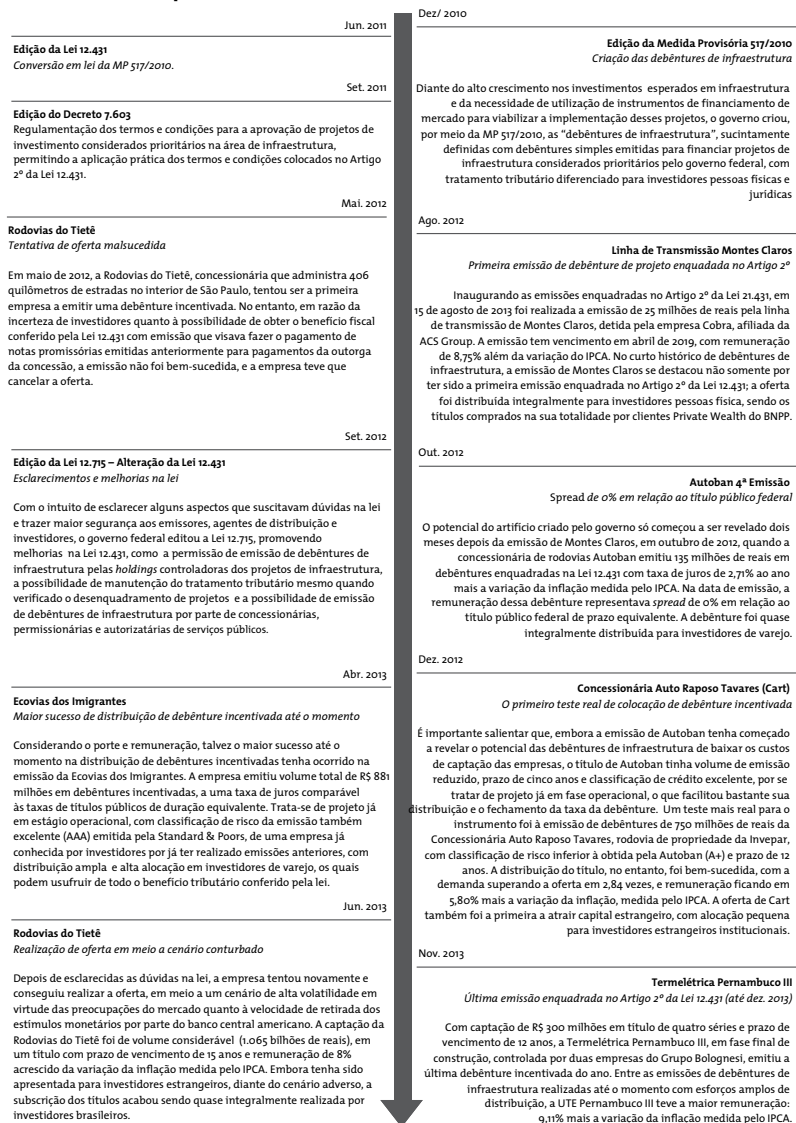 Jun. 2011
Edição da Lei 12.431
Conversão em lei da MP 517/2010.
Set. 2011
Edição do Decreto 7.603
Regulamentação dos termos e condições para a aprovação de projetos de
investimento considerados prioritários na área de infraestrutura,
permitindo a aplicação prática dos termos e condições colocados no Artigo
2º da Lei 12.431.
Mai. 2012
Rodovias do Tietê
Tentativa de oferta malsucedida
Em maio de 2012, a Rodovias do Tietê, concessionária que administra 406
quilômetros de estradas no interior de São Paulo, tentou ser a primeira
empresa a emitir uma debênture incentivada. No entanto, em razão da
incerteza de investidores quanto à possibilidade de obter o benefício fiscal
conferido pela Lei 12.431 com emissão que visava fazer o pagamento de
notas promissórias emitidas anteriormente para pagamentos da outorga
da concessão, a emissão não foi bem-sucedida, e a empresa teve que
cancelar a oferta.
Set. 2012
Edição da Lei 12.715 – Alteração da Lei 12.431
Esclarecimentos e melhorias na lei
Com o intuito de esclarecer alguns aspectos que suscitavam dúvidas na lei
e trazer maior segurança aos emissores, agentes de distribuição e
investidores, o governo federal editou a Lei 12.715, promovendo
melhorias na Lei 12.431, como a permissão de emissão de debêntures de
infraestrutura pelas holdings controladoras dos projetos de infraestrutura,
a possibilidade de manutenção do tratamento tributário mesmo quando
verificado o desenquadramento de projetos e a possibilidade de emissão
de debêntures de infraestrutura por parte de concessionárias,
permissionárias e autorizatárias de serviços públicos.
Abr. 2013
Ecovias dos Imigrantes
Maior sucesso de distribuição de debênture incentivada até o momento
Considerando o porte e remuneração, talvez o maior sucesso até o
momento na distribuição de debêntures incentivadas tenha ocorrido na
emissão da Ecovias dos Imigrantes. A empresa emitiu volume total de R$ 881
milhões em debêntures incentivadas, a uma taxa de juros comparável
às taxas de títulos públicos de duração equivalente. Trata-se de projeto já
em estágio operacional, com classificação de risco da emissão também
excelente (AAA) emitida pela Standard & Poors, de uma empresa já
conhecida por investidores por já ter realizado emissões anteriores, com
distribuição ampla e alta alocação em investidores de varejo, os quais
podem usufruir de todo o benefício tributário conferido pela lei.
Jun. 2013
Rodovias do Tietê
Realização de oferta em meio a cenário conturbado
Depois de esclarecidas as dúvidas na lei, a empresa tentou novamente e
conseguiu realizar a oferta, em meio a um cenário de alta volatilidade em
virtude das preocupações do mercado quanto à velocidade de retirada dos
estímulos monetários por parte do banco central americano. A captação da
Rodovias do Tietê foi de volume considerável (1.065 bilhões de reais), em
um título com prazo de vencimento de 15 anos e remuneração de 8%
acrescido da variação da inflação medida pelo IPCA. Embora tenha sido
apresentada para investidores estrangeiros, diante do cenário adverso, a
subscrição dos títulos acabou sendo quase integralmente realizada por
investidores brasileiros.
Dez/ 2010
Edição da Medida Provisória 517/2010
Criação das debêntures de infraestrutura
Diante do alto crescimento nos investimentos esperados em infraestrutura
e da necessidade de utilização de instrumentos de financiamento de
mercado para viabilizar a implementação desses projetos, o governo criou,
por meio da MP 517/2010, as “debêntures de infraestrutura”, sucintamente
definidas com debêntures simples emitidas para financiar projetos de
infraestrutura considerados prioritários pelo governo federal, com
tratamento tributário diferenciado para investidores pessoas físicas e
jurídicas
Ago. 2012
Linha de Transmissão Montes Claros
Primeira emissão de debênture de projeto enquadada no Artigo 2º
Inaugurando as emissões enquadradas no Artigo 2º da Lei 21.431, em
15 de agosto de 2013 foi realizada a emissão de 25 milhões de reais pela linha
de transmissão de Montes Claros, detida pela empresa Cobra, afiliada da
ACS Group. A emissão tem vencimento em abril de 2019, com remuneração
de 8,75% além da variação do IPCA. No curto histórico de debêntures de
infraestrutura, a emissão de Montes Claros se destacou não somente por
ter sido a primeira emissão enquadrada no Artigo 2º da Lei 12.431; a oferta
foi distribuída integralmente para investidores pessoas física, sendo os
títulos comprados na sua totalidade por clientes Private Wealth do BNPP.
Out. 2012
Autoban 4ª Emissão
Spread de 0% em relação ao título público federal
O potencial do artifício criado pelo governo só começou a ser revelado dois
meses depois da emissão de Montes Claros, em outubro de 2012, quando a
concessionária de rodovias Autoban emitiu 135 milhões de reais em
debêntures enquadradas na Lei 12.431 com taxa de juros de 2,71% ao ano
mais a variação da inflação medida pelo IPCA. Na data de emissão, a
remuneração dessa debênture representava spread de 0% em relação ao
título público federal de prazo equivalente. A debênture foi quase
integralmente distribuída para investidores de varejo.
Dez. 2012
Concessionária Auto Raposo Tavares (Cart)
O primeiro teste real de colocação de debênture incentivada
É importante salientar que, embora a emissão de Autoban tenha começado
a revelar o potencial das debêntures de infraestrutura de baixar os custos
de captação das empresas, o título de Autoban tinha volume de emissão
reduzido, prazo de cinco anos e classificação de crédito excelente, por se
tratar de projeto já em fase operacional, o que facilitou bastante sua
distribuição e o fechamento da taxa da debênture. Um teste mais real para o
instrumento foi à emissão de debêntures de 750 milhões de reais da
Concessionária Auto Raposo Tavares, rodovia de propriedade da Invepar,
com classificação de risco inferior à obtida pela Autoban (A+) e prazo de 12
anos. A distribuição do título, no entanto, foi bem-sucedida, com a
demanda superando a oferta em 2,84 vezes, e remuneração ficando em
5,80% mais a variação da inflação, medida pelo IPCA. A oferta de Cart
também foi a primeira a atrair capital estrangeiro, com alocação pequena
para investidores estrangeiros institucionais.
Nov. 2013
Termelétrica Pernambuco III
Última emissão enquadrada no Artigo 2º da Lei 12.431 (até dez. 2013)
Com captação de R$ 300 milhões em título de quatro séries e prazo de
vencimento de 12 anos, a Termelétrica Pernambuco III, em fase final de
construção, controlada por duas empresas do Grupo Bolognesi, emitiu a
última debênture incentivada do ano. Entre as emissões de debêntures de
infraestrutura realizadas até o momento com esforços amplos de
distribuição, a UTE Pernambuco III teve a maior remuneração:
9,11% mais a variação da inflação medida pelo IPCA.